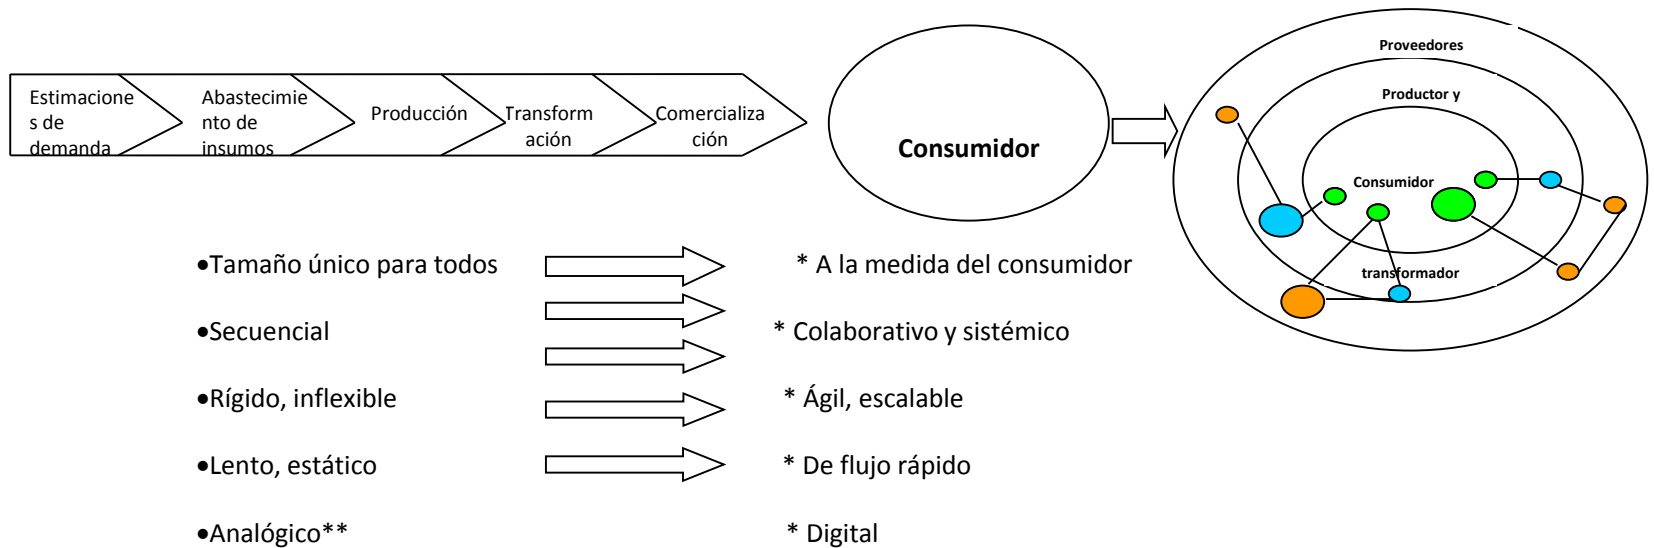 Estimacione
s de
demanda
Abastecimie
nto de
insumos
Producción
Transform
ación
Comercializa
ción
Consumidor
Proveedores
Productor y
Consumidor
transformador
•Tamaño único para todos
* A la medida del consumidor
•Secuencial
* Colaborativo y sistémico
•Rígido, inflexible
* Ágil, escalable
•Lento, estático
* De flujo rápido
•Analógico**
* Digital